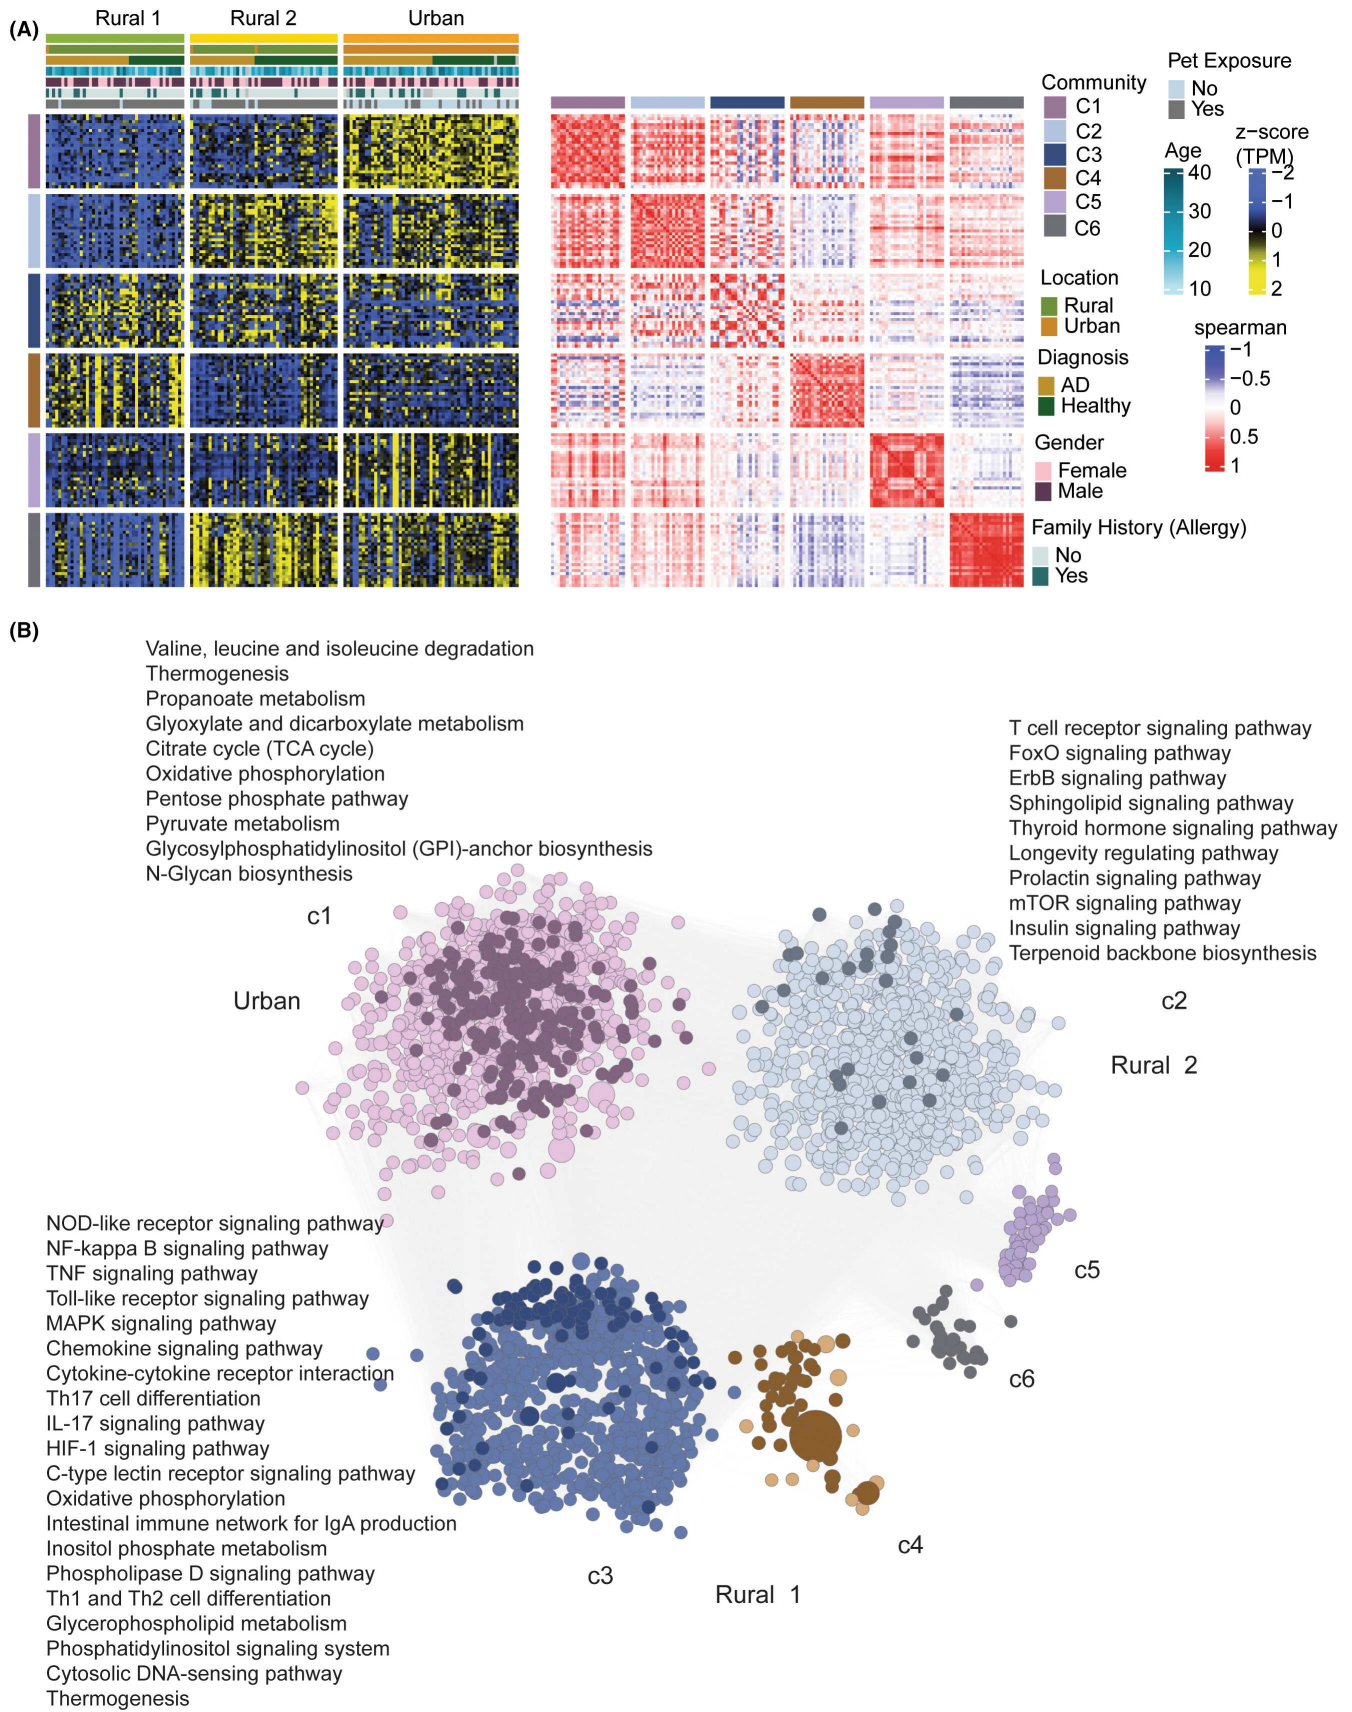 (A)
Rural 1
Rural 2
Urban
Community
C1
C2
C3
C4
C5
C6
Location
Rural
Urban
Diagnosis
AD
Healthy
Gender
Female
Male
Family History (Allergy)
No
Yes
Pet Exposure
No
Yes
Age
40
30
20
10
z−score
(TPM)
−2
−1
0
1
2
spearman
−1
−0.5
0
0.5
1
(B)
Valine, leucine and isoleucine degradation
Thermogenesis
Propanoate metabolism
Glyoxylate and dicarboxylate metabolism
Citrate cycle (TCA cycle)
Oxidative phosphorylation
Pentose phosphate pathway
Pyruvate metabolism
Glycosylphosphatidylinositol (GPI)-anchor biosynthesis
N-Glycan biosynthesis
c1
Urban
T cell receptor signaling pathway
FoxO signaling pathway
ErbB signaling pathway
Sphingolipid signaling pathway
Thyroid hormone signaling pathway
Longevity regulating pathway
Prolactin signaling pathway
mTOR signaling pathway
Insulin signaling pathway
Terpenoid backbone biosynthesis
c2
Rural 2
c5
c6
NOD-like receptor signaling pathway
NF-kappa B signaling pathway
TNF signaling pathway
Toll-like receptor signaling pathway
MAPK signaling pathway
Chemokine signaling pathway
Cytokine-cytokine receptor interaction
Th17 cell differentiation
IL-17 signaling pathway
HIF-1 signaling pathway
C-type lectin receptor signaling pathway
Oxidative phosphorylation
Intestinal immune network for IgA production
Inositol phosphate metabolism
Phospholipase D signaling pathway
Th1 and Th2 cell differentiation
Glycerophospholipid metabolism
Phosphatidylinositol signaling system
Cytosolic DNA-sensing pathway
Thermogenesis
c3
c4
Rural 1